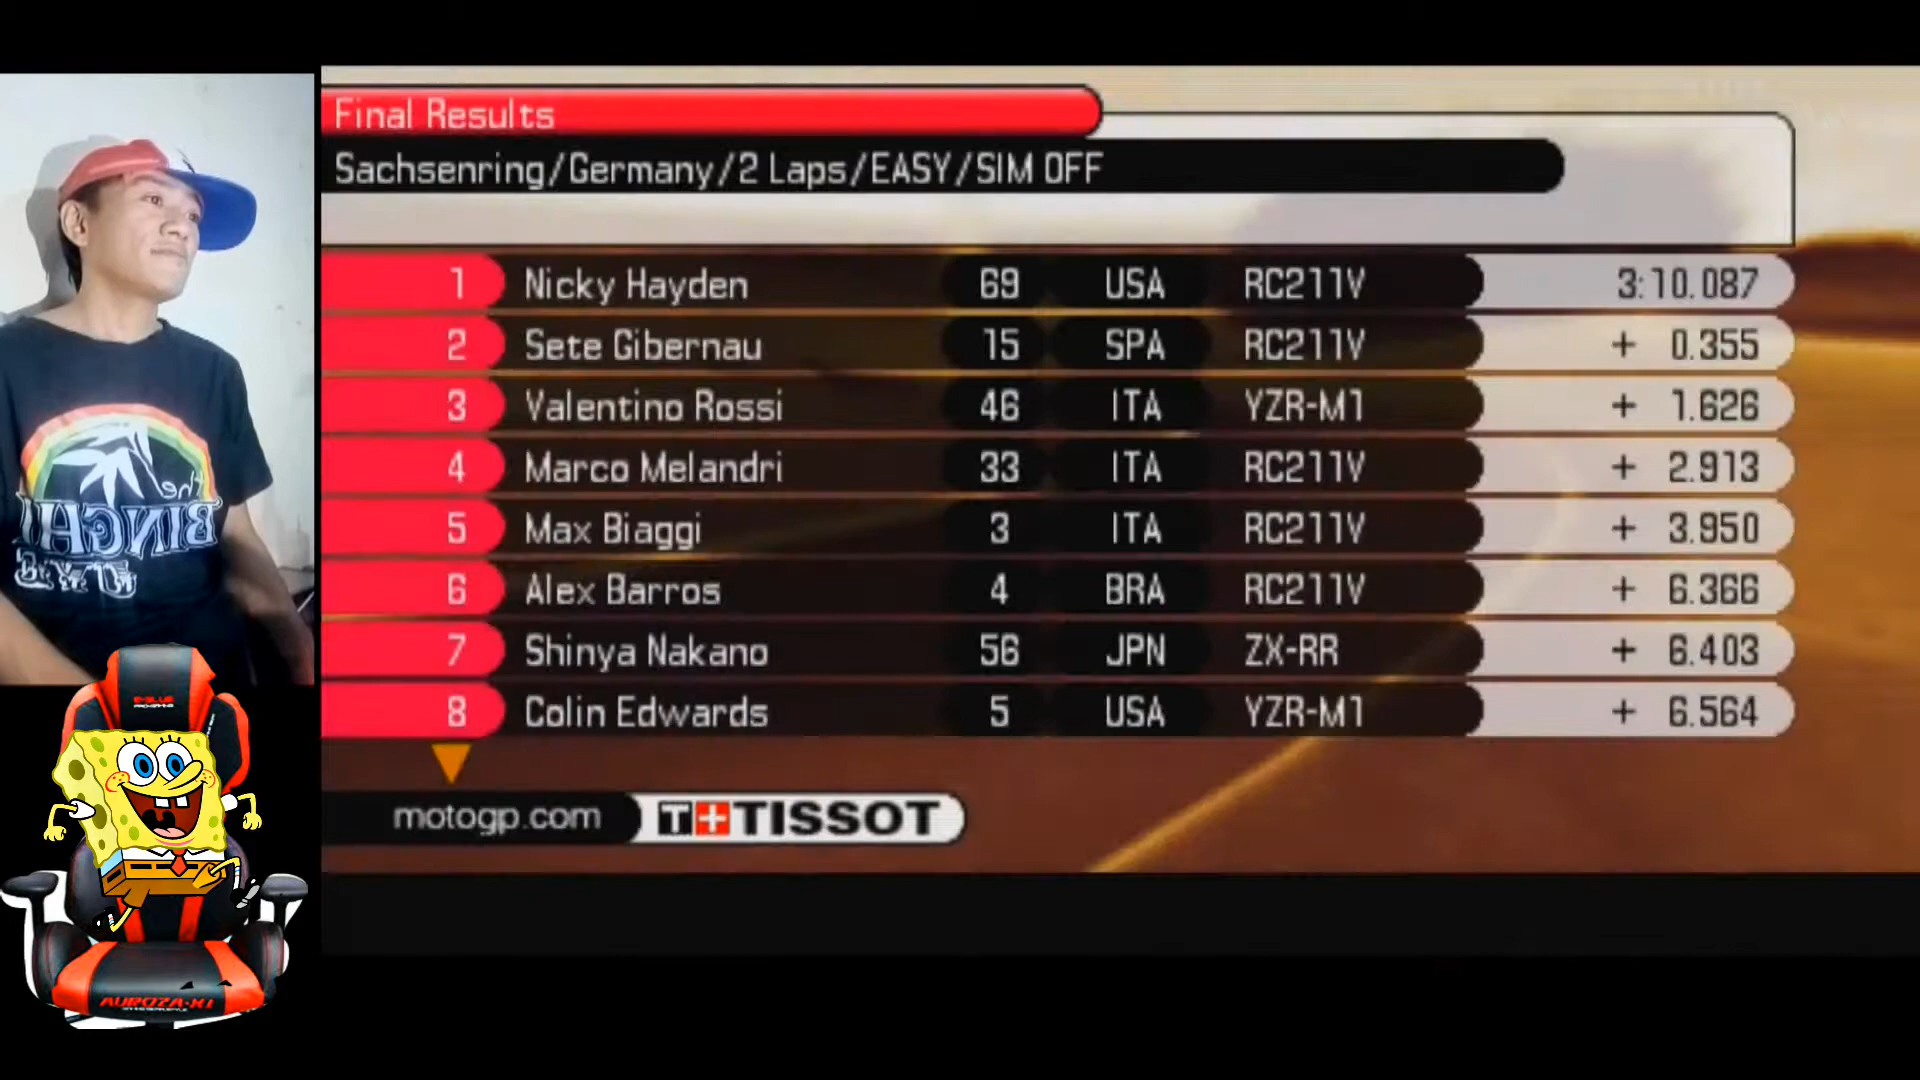 Final Results
Sachsenring/Germany/2 Laps/EASY/SIM OFF
1 Nicky Hayden 69 USA RC211V 3:10.087
2 Sete Gibernau 15 SPA RC211V + 0.355
3 Valentino Rossi 46 ITA YZR-M1 + 1.626
4 Marco Melandri 33 ITA RC211V + 2.913
5 Max Biaggi 3 ITA RC211V + 3.950
6 Alex Barros 4 BRA RC211V + 6.366
7 Shinya Nakano 56 JPN ZX-RR + 6.403
8 Colin Edwards 5 USA YZR-M1 + 6.564
motogp.com T+TISSOT
the
BINGHI
AUROZA-X1